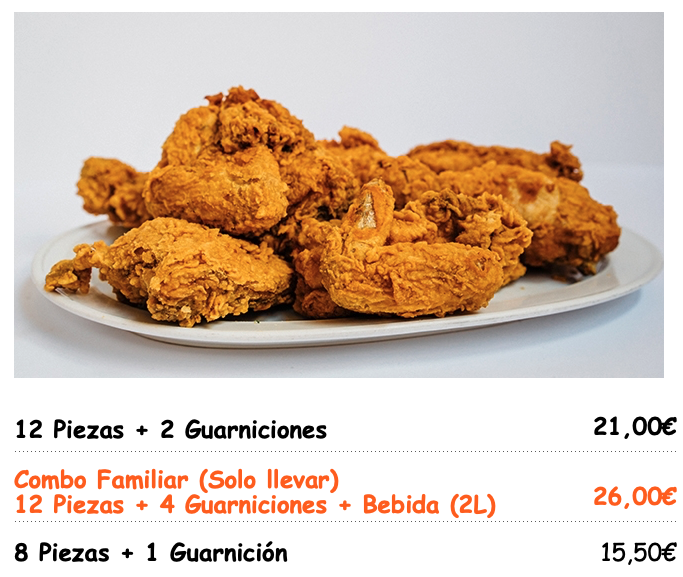 12 Piezas + 2 Guarniciones 21,00€
Combo Familiar (Solo llevar)
12 Piezas + 4 Guarniciones + Bebida (2L) 26,00€
8 Piezas + 1 Guarnición 15,50€